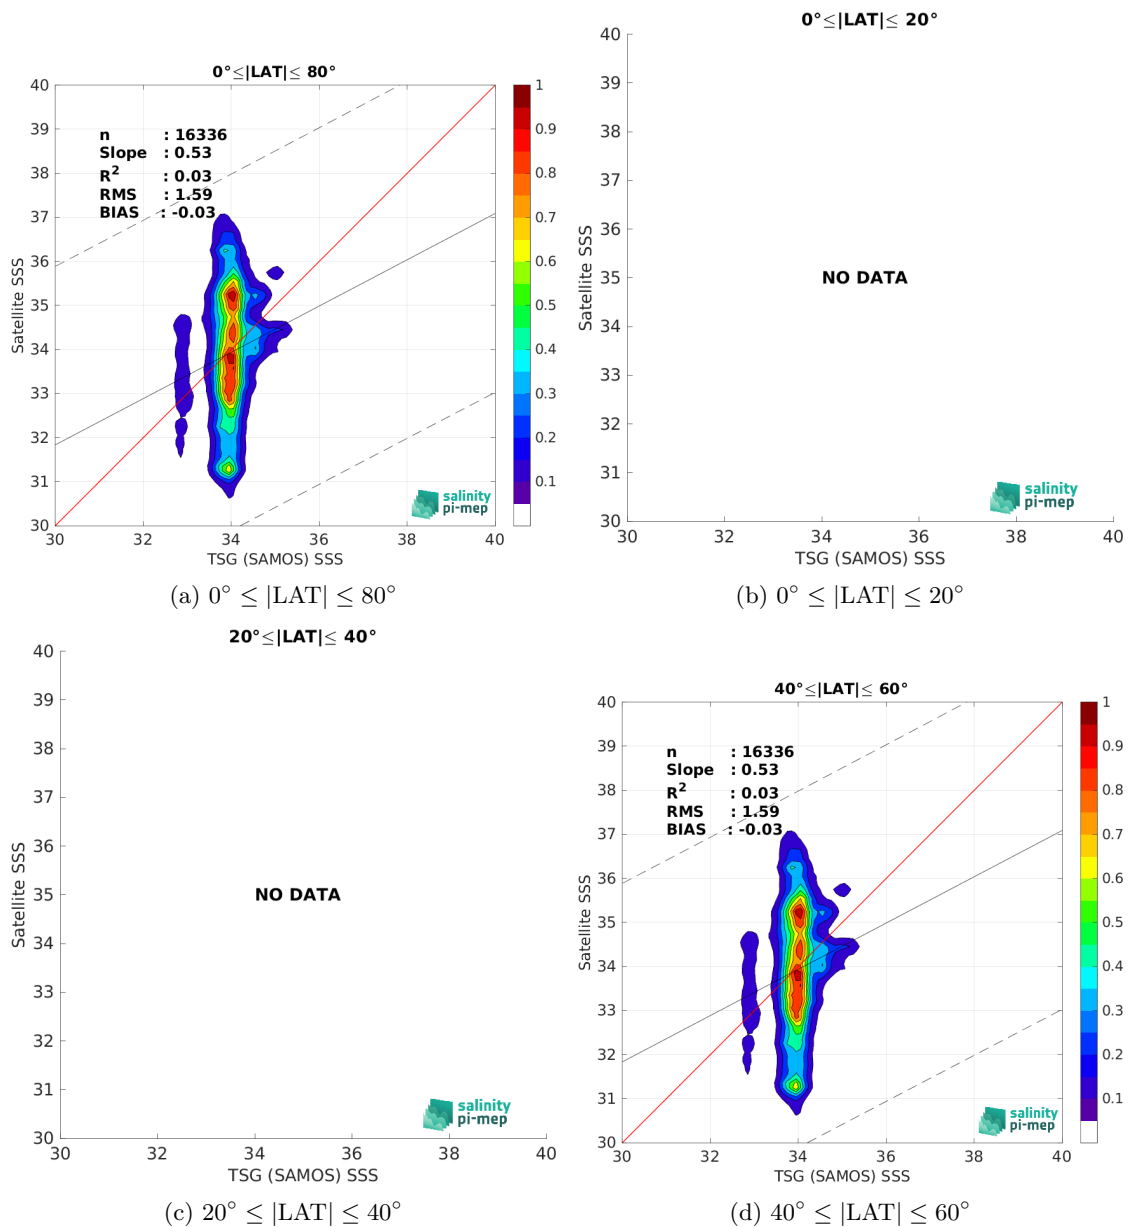 0°≤|LAT|≤ 80°
40
39
38
37
36
35
34
33
32
31
30
Satellite SSS
n : 16336
Slope : 0.53
R² : 0.03
RMS : 1.59
BIAS : -0.03
1
0.9
0.8
0.7
0.6
0.5
0.4
0.3
0.2
0.1
salinity
pi-mep
30 32 34 36 38 40
TSG (SAMOS) SSS
(a) 0° ≤ |LAT| ≤ 80°
0°≤|LAT|≤ 20°
40
39
38
37
36
35
34
33
32
31
30
Satellite SSS
NO DATA
salinity
pi-mep
30 32 34 36 38 40
TSG (SAMOS) SSS
(b) 0° ≤ |LAT| ≤ 20°
20°≤|LAT|≤ 40°
40
39
38
37
36
35
34
33
32
31
30
Satellite SSS
NO DATA
salinity
pi-mep
30 32 34 36 38 40
TSG (SAMOS) SSS
(c) 20° ≤ |LAT| ≤ 40°
40°≤|LAT|≤ 60°
40
39
38
37
36
35
34
33
32
31
30
Satellite SSS
n : 16336
Slope : 0.53
R² : 0.03
RMS : 1.59
BIAS : -0.03
1
0.9
0.8
0.7
0.6
0.5
0.4
0.3
0.2
0.1
salinity
pi-mep
30 32 34 36 38 40
TSG (SAMOS) SSS
(d) 40° ≤ |LAT| ≤ 60°